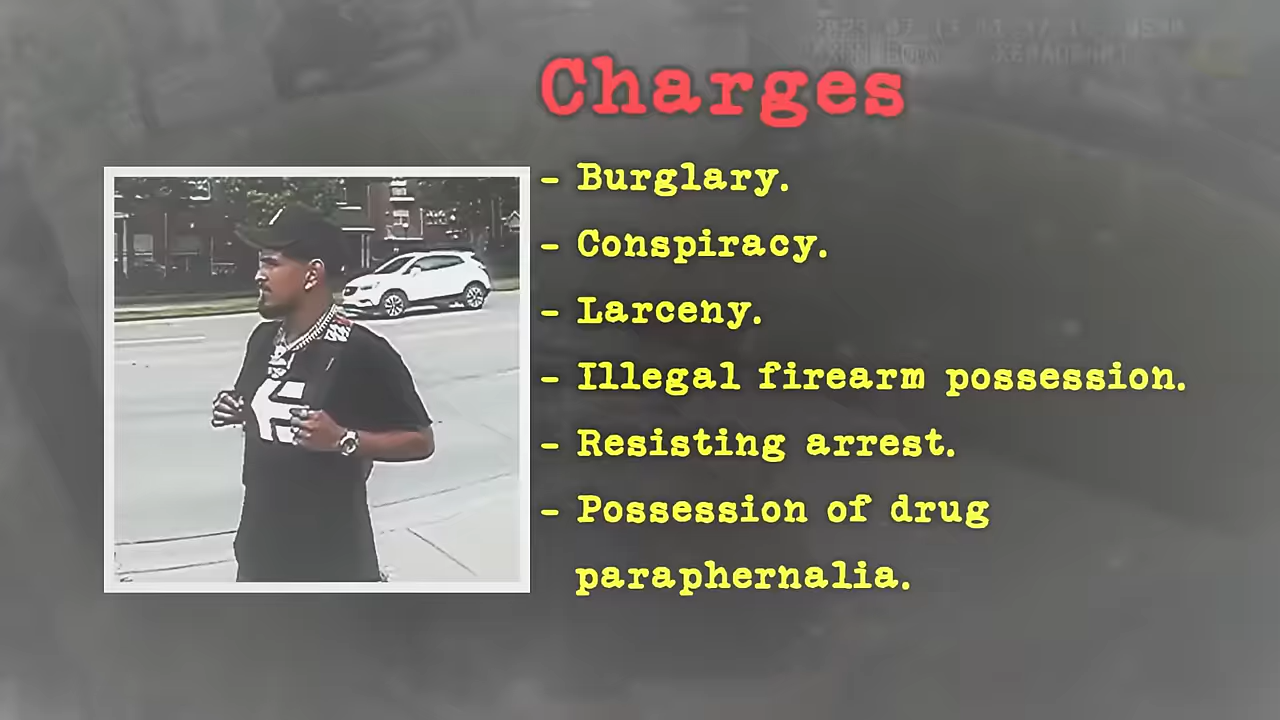 Charges
- Burglary.
- Conspiracy.
- Larceny.
- Illegal firearm possession.
- Resisting arrest.
- Possession of drug
paraphernalia.